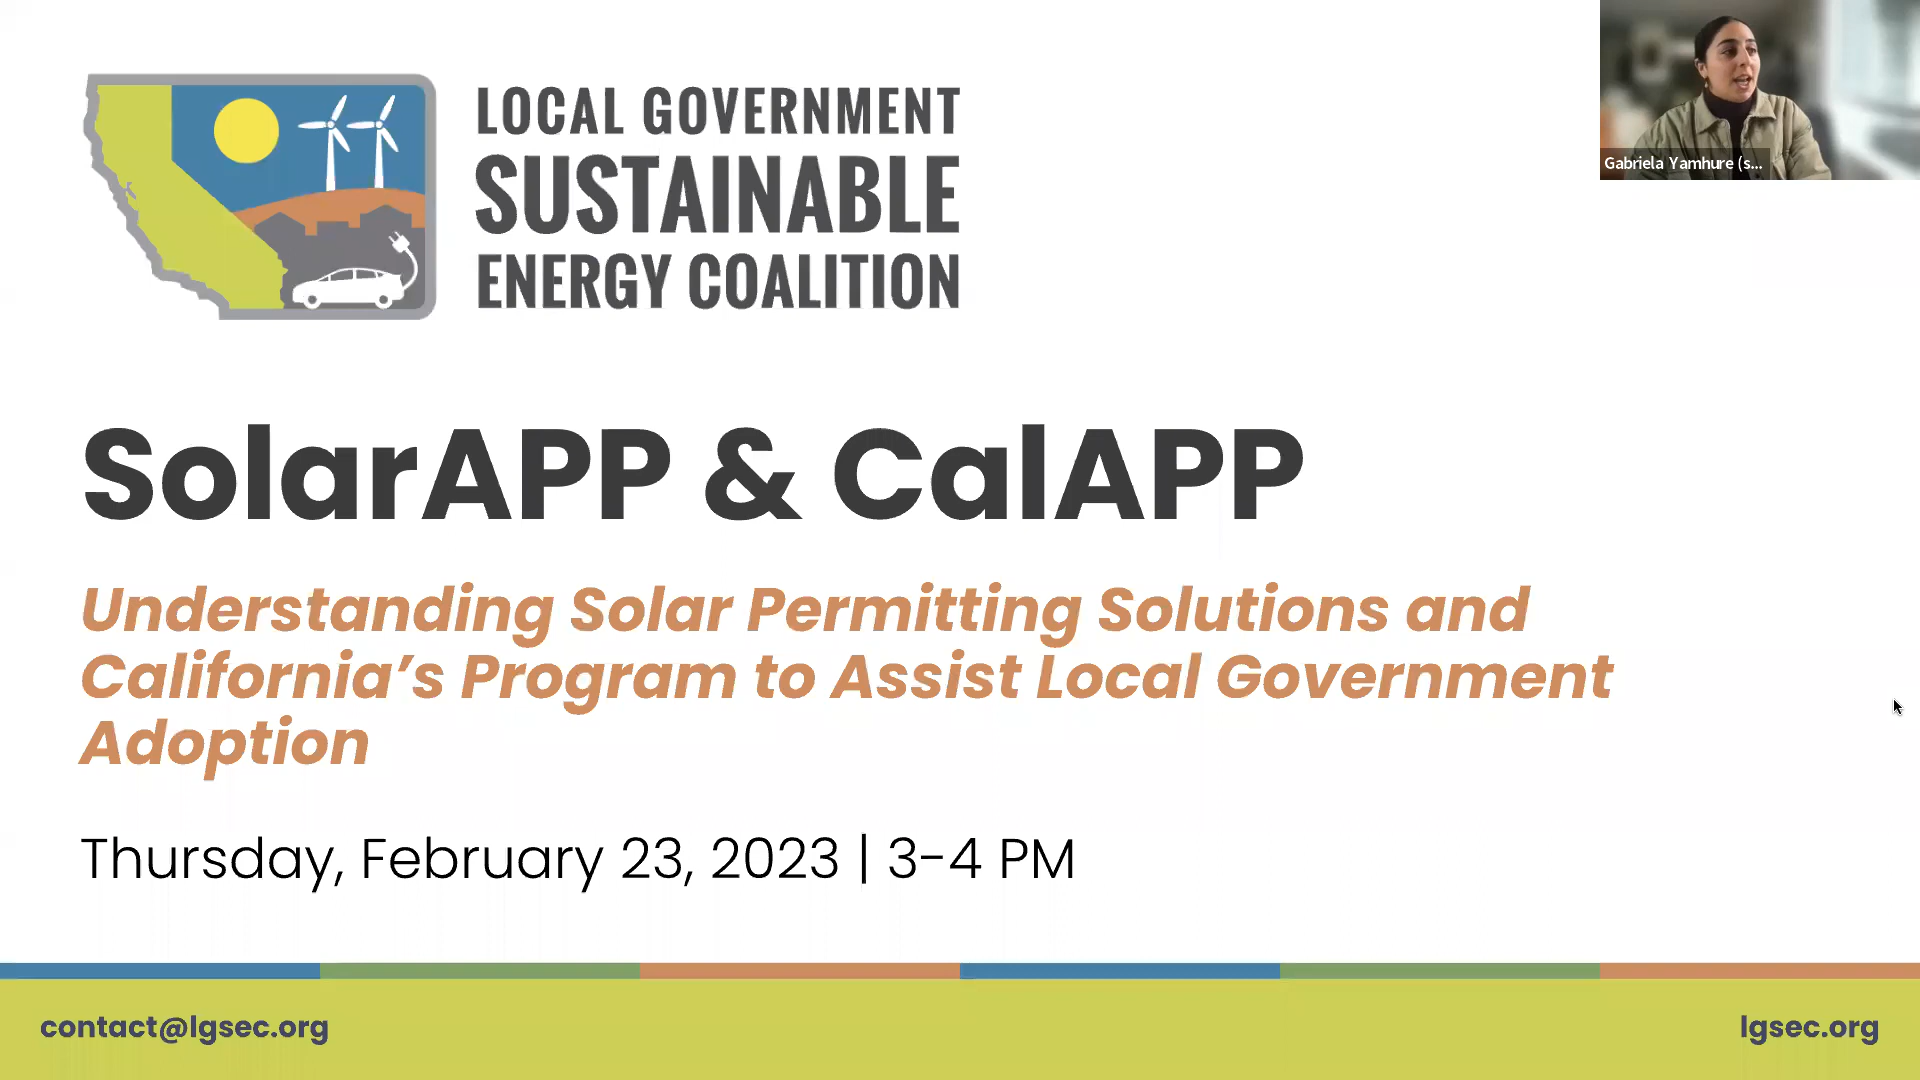 LOCAL GOVERNMENT
SUSTAINABLE
ENERGY COALITION
Gabriela Yamhure (s...
SolarAPP & CalAPP
Understanding Solar Permitting Solutions and
California’s Program to Assist Local Government
Adoption
Thursday, February 23, 2023 | 3-4 PM
contact@lgsec.org
lgsec.org